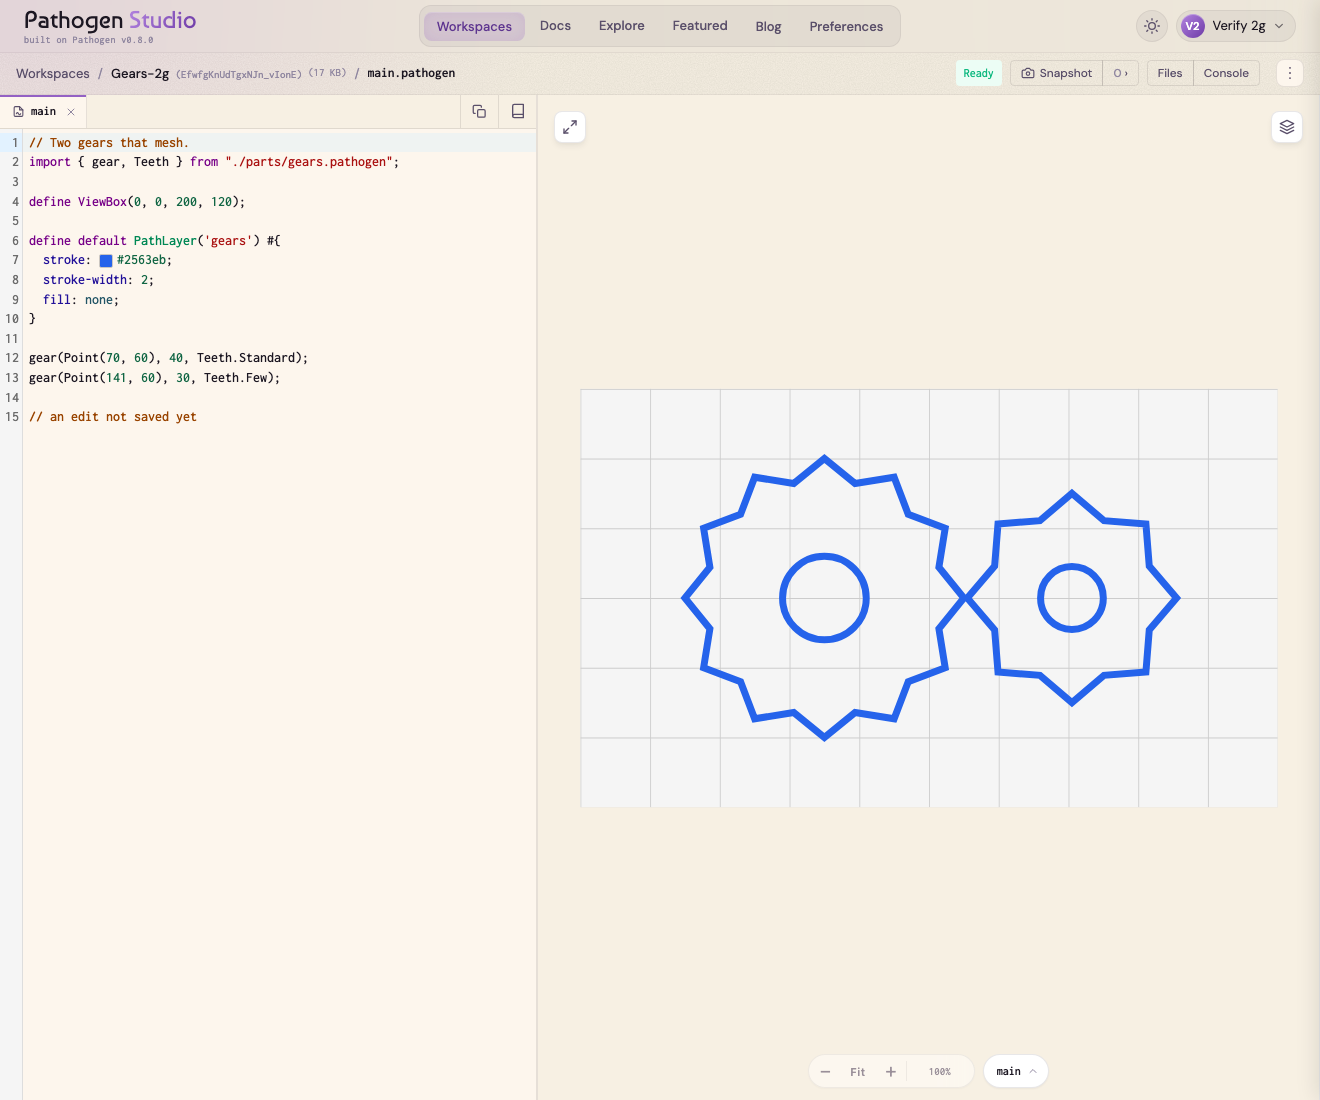 Pathogen Studio
built on Pathogen v0.8.0
Workspaces
Docs
Explore
Featured
Blog
Preferences
V2
Verify 2g
Workspaces / Gears-2g (EfwfgKnUdTgxNJn_vIonE) (17 KB) / main.pathogen
Ready
Snapshot
0 ›
Files
Console
main
1 // Two gears that mesh.
2 import { gear, Teeth } from "./parts/gears.pathogen";
3
4 define ViewBox(0, 0, 200, 120);
5
6 define default PathLayer('gears') #{
7 stroke: #2563eb;
8 stroke-width: 2;
9 fill: none;
10 }
11
12 gear(Point(70, 60), 40, Teeth.Standard);
13 gear(Point(141, 60), 30, Teeth.Few);
14
15 // an edit not saved yet
Fit
100%
main